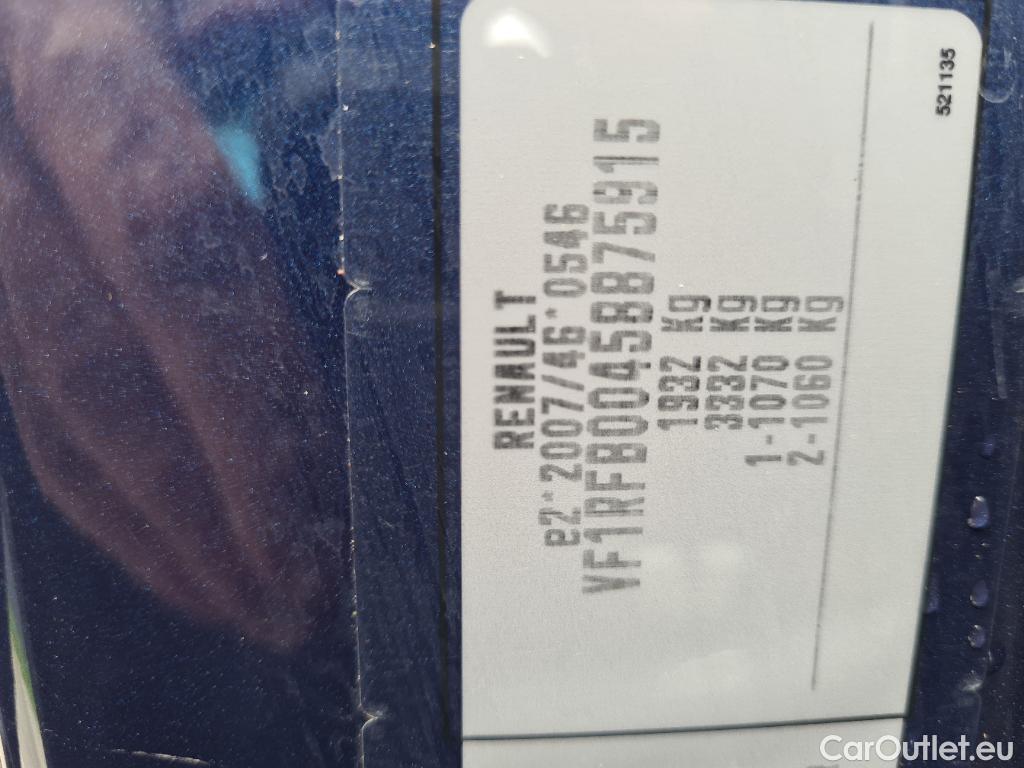 RENAULT
e2*2007/46*0546
VF1RFB00458875915
1932 Kg
3332 Kg
1-1070 Kg
2-1060 Kg
521135
CarOutlet.eu